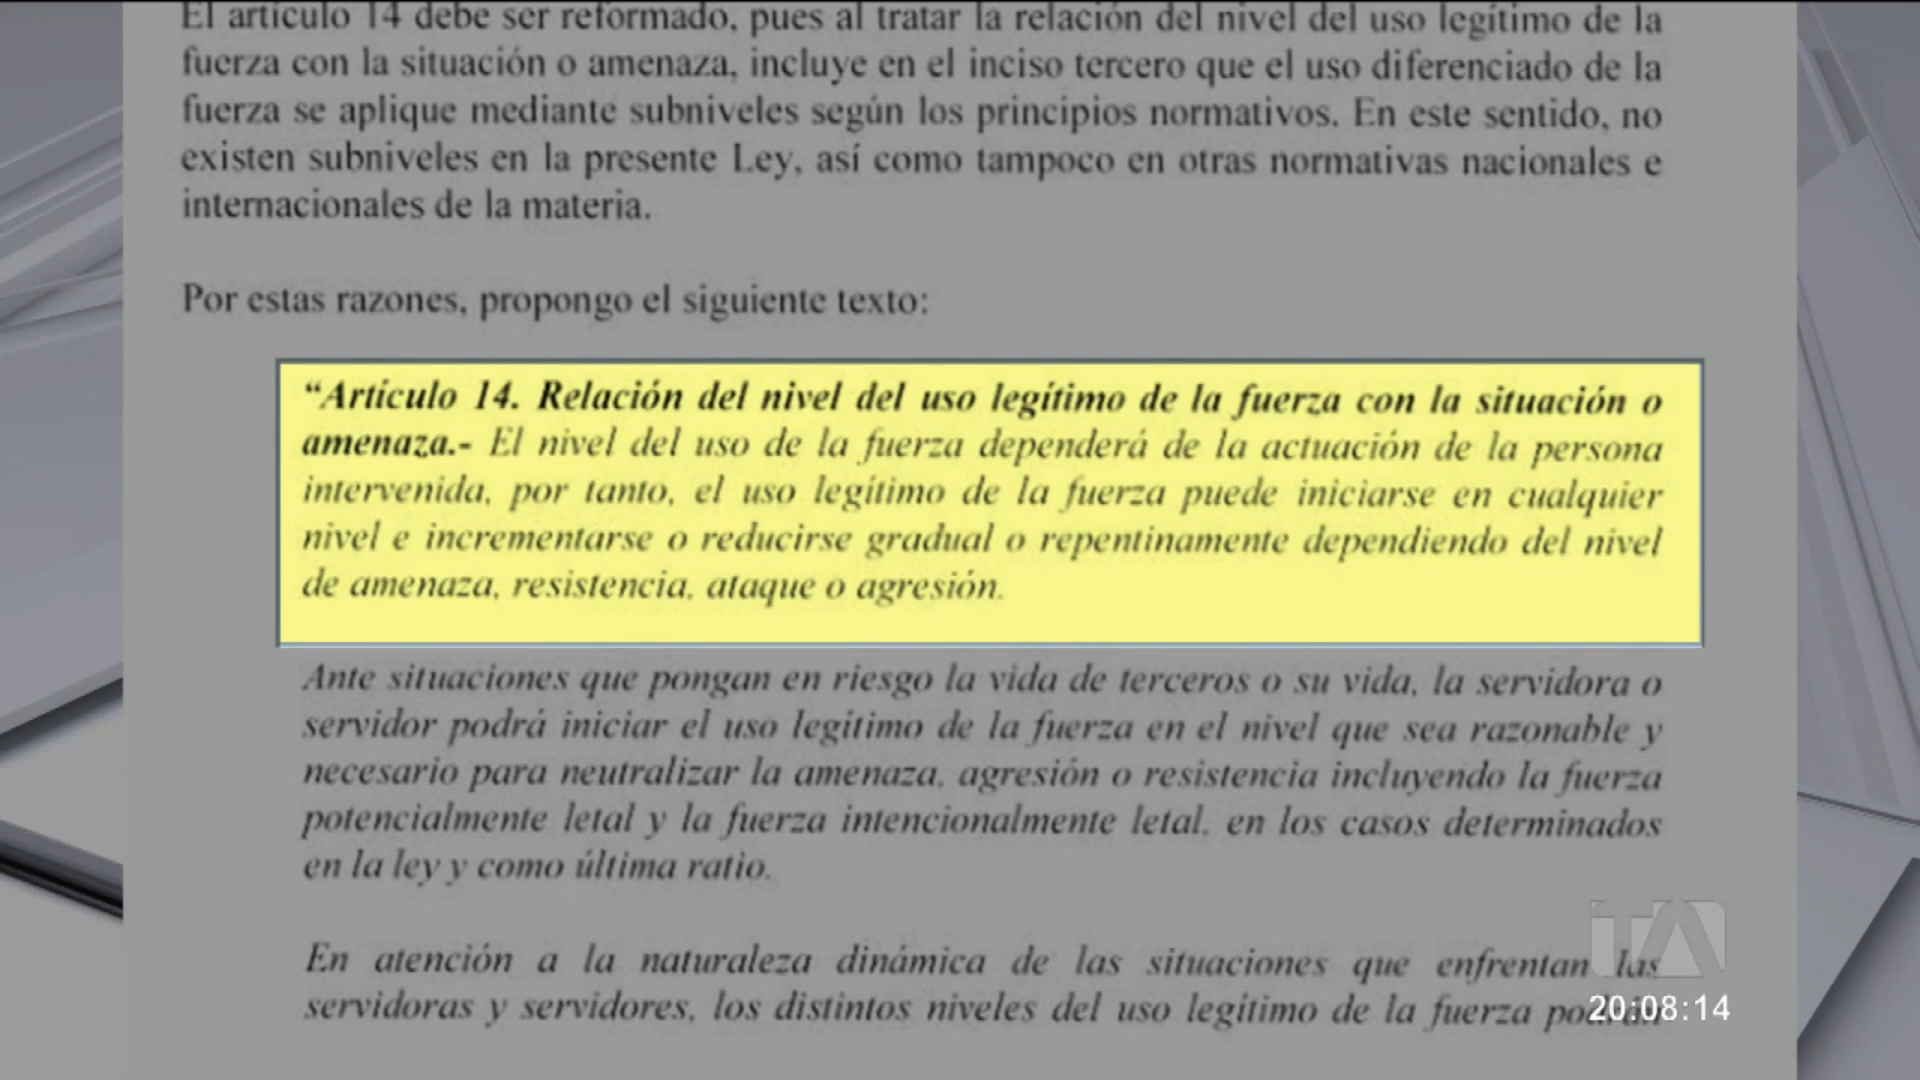 El artículo 14 debe ser reformado, pues al tratar la relación del nivel del uso legítimo de la
fuerza con la situación o amenaza, incluye en el inciso tercero que el uso diferenciado de la
fuerza se aplique mediante subniveles según los principios normativos. En este sentido, no
existen subniveles en la presente Ley, así como tampoco en otras normativas nacionales e
internacionales de la materia.
Por estas razones, propongo el siguiente texto:
“Artículo 14. Relación del nivel del uso legítimo de la fuerza con la situación o
amenaza.- El nivel del uso de la fuerza dependerá de la actuación de la persona
intervenida, por tanto, el uso legítimo de la fuerza puede iniciarse en cualquier
nivel e incrementarse o reducirse gradual o repentinamente dependiendo del nivel
de amenaza, resistencia, ataque o agresión.
Ante situaciones que pongan en riesgo la vida de terceros o su vida, la servidora o
servidor podrá iniciar el uso legítimo de la fuerza en el nivel que sea razonable y
necesario para neutralizar la amenaza, agresión o resistencia incluyendo la fuerza
potencialmente letal y la fuerza intencionalmente letal, en los casos determinados
en la ley y como última ratio.
En atención a la naturaleza dinámica de las situaciones que enfrentan las
servidoras y servidores, los distintos niveles del uso legítimo de la fuerza
TA
20:08:14